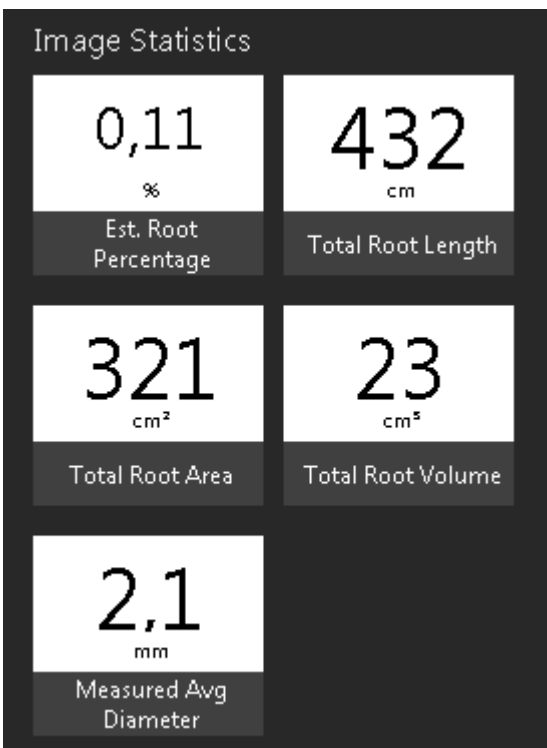 Image Statistics
0,11
%
Est. Root
Percentage
432
cm
Total Root Length
321
cm²
Total Root Area
23
cm³
Total Root Volume
2,1
mm
Measured Avg
Diameter